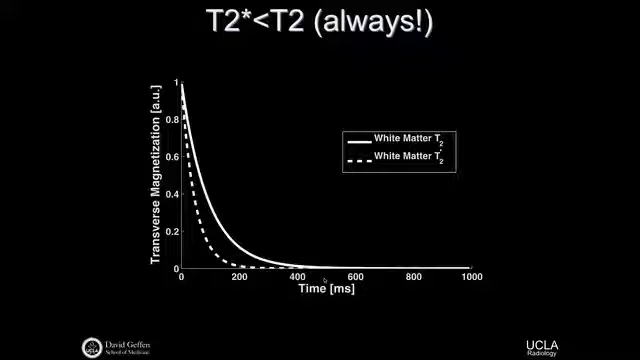 T2*<T2 (always!)
Transverse Magnetization [a.u.]
1
0.8
0.6
0.4
0.2
0
White Matter T2
White Matter T2*
0 200 400 600 800 1000
Time [ms]
UCLA
David Geffen
School of Medicine
UCLA
Radiology